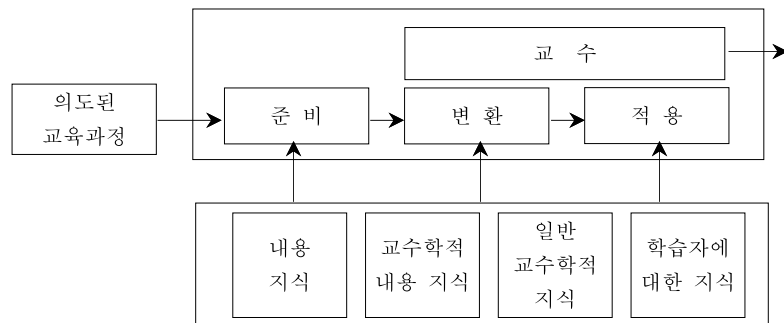 교 수
의도된
교육과정
준 비
변 환
적 용
내용
지식
교수학적
내용 지식
일반
교수학적
지식
학습자에
대한 지식